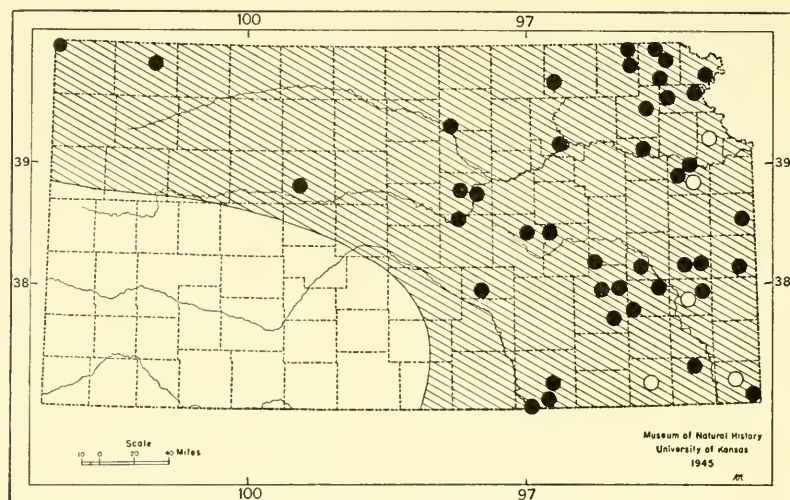 100 97
39 39
38 38
Scale
10 0 20 40 Miles
Museum of Natural History
University of Kansas
1945
100 97